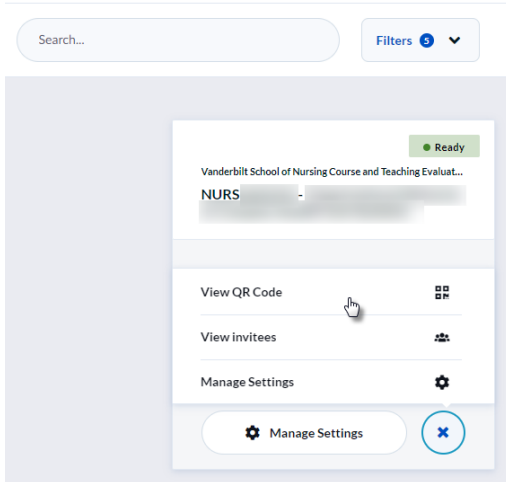 Search...
Filters 5
Ready
Vanderbilt School of Nursing Course and Teaching Evaluat...
NURS -
View QR Code
View invitees
Manage Settings
Manage Settings